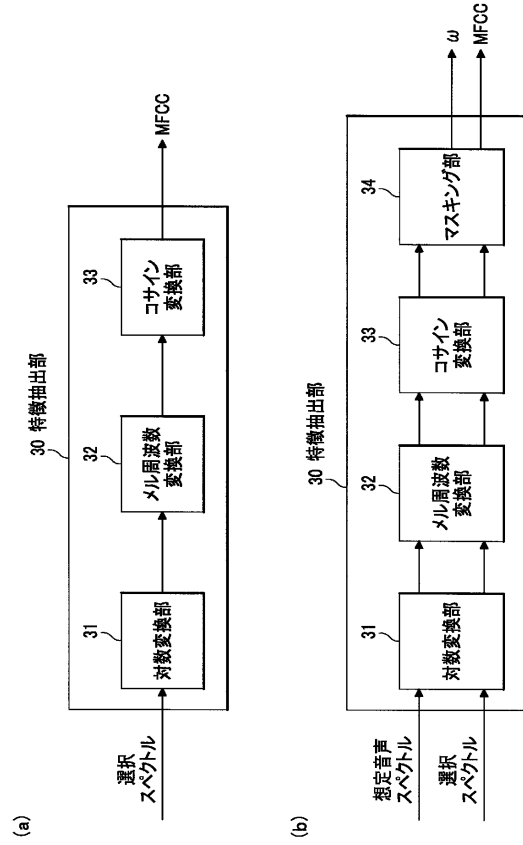 (a)
30 特徴抽出部
選択
スペクトル
31
対数変換部
32
メル周波数
変換部
33
コサイン
変換部
MFCC
(b)
30 特徴抽出部
想定音声
スペクトル
選択
スペクトル
31
対数変換部
32
メル周波数
変換部
33
コサイン
変換部
34
マスキング部
ω
MFCC